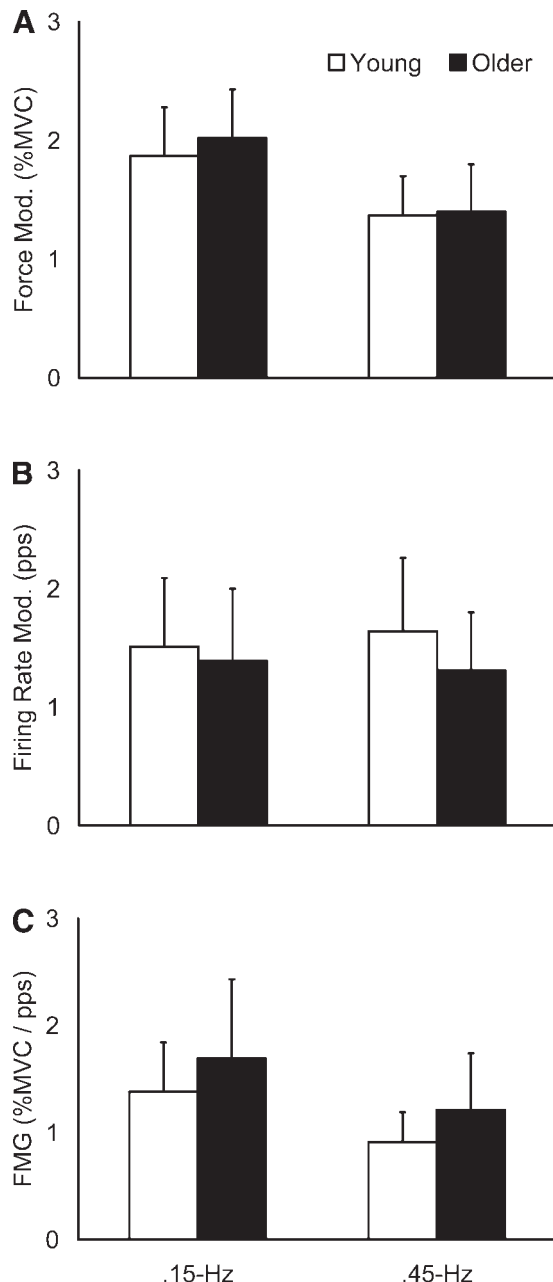 A
3
2
1
0
Force Mod. (%MVC)
Young Older
B
3
2
1
0
Firing Rate Mod. (pps)
C
3
2
1
0
FMG (%MVC / pps)
.15-Hz .45-Hz